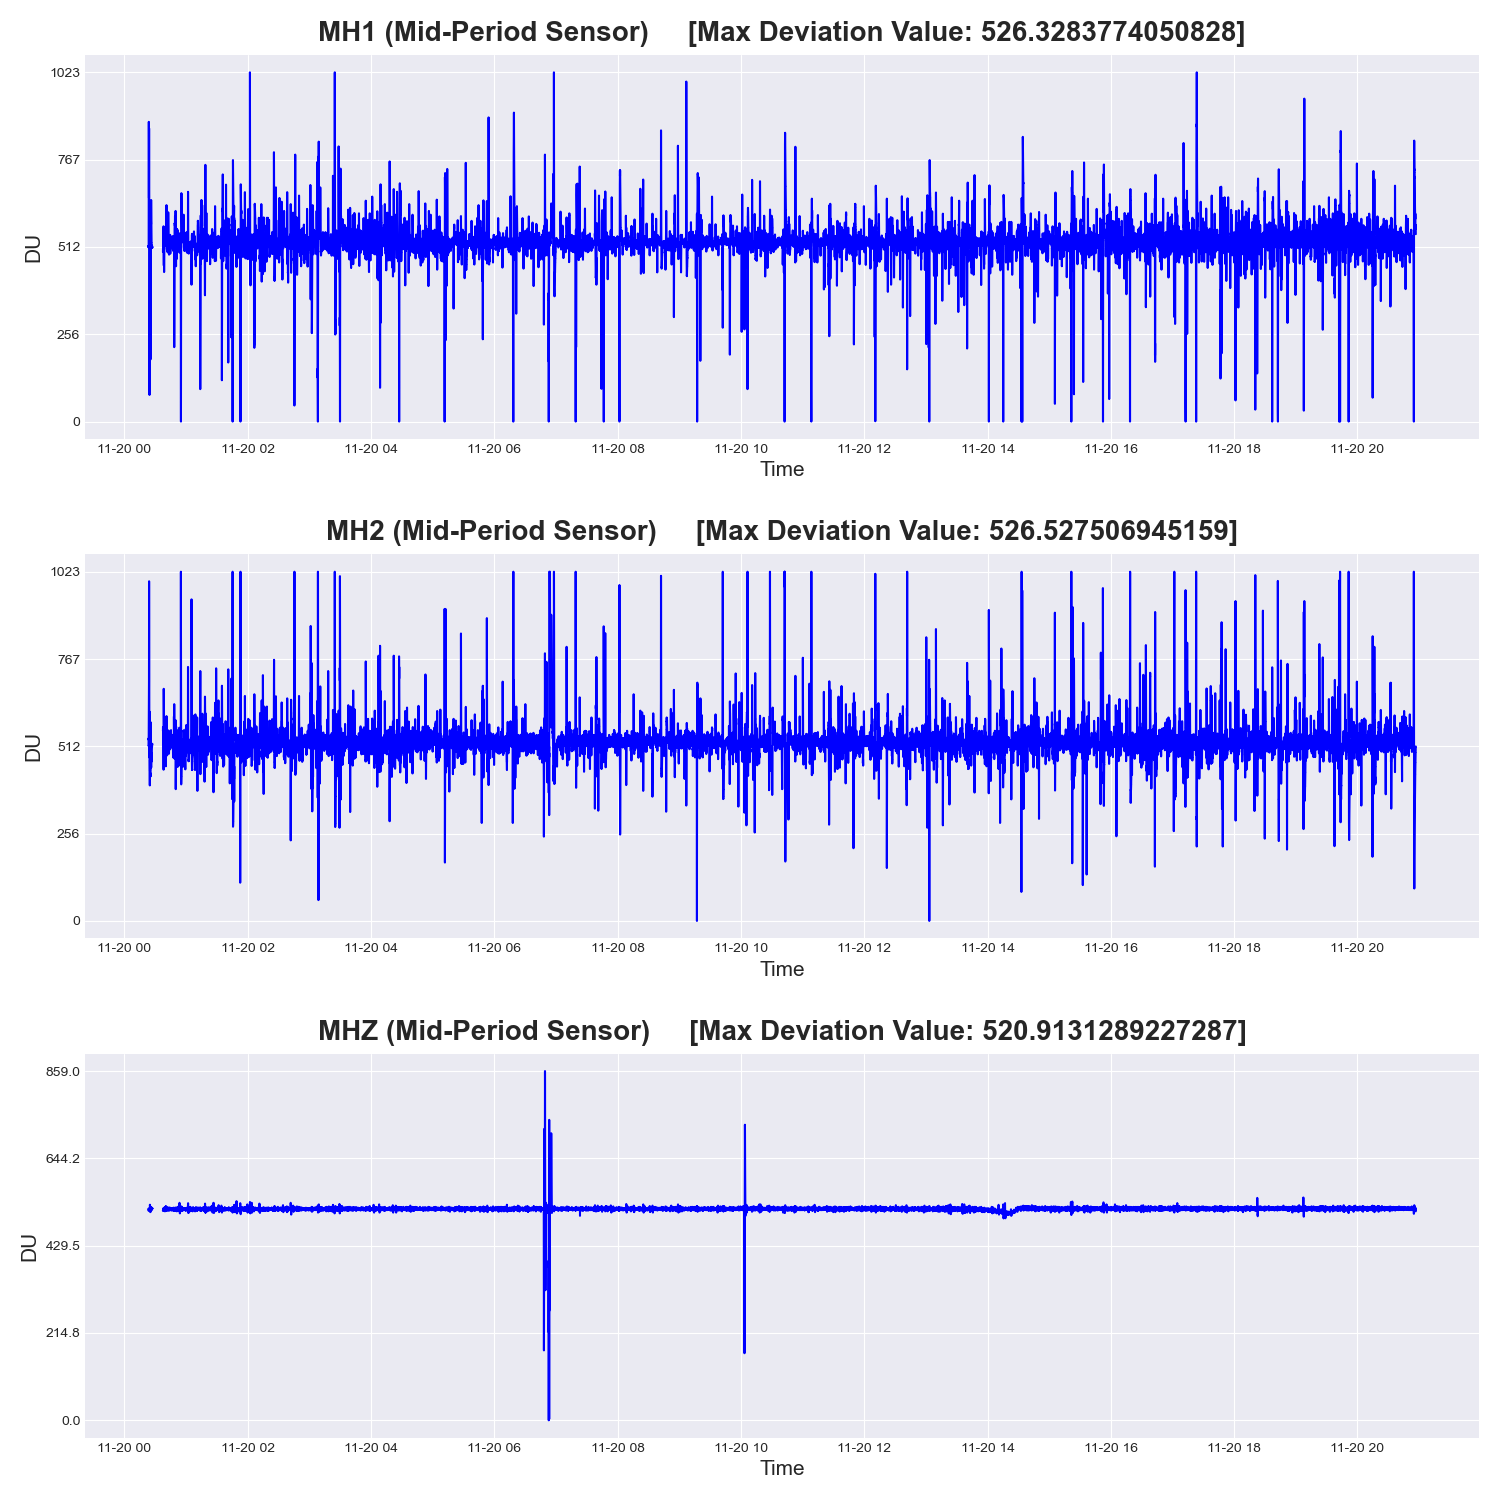 MH1 (Mid-Period Sensor) [Max Deviation Value: 526.3283774050828]
1023
767
512
256
0
DU
11-20 00 11-20 02 11-20 04 11-20 06 11-20 08 11-20 10 11-20 12 11-20 14 11-20 16 11-20 18 11-20 20
Time
MH2 (Mid-Period Sensor) [Max Deviation Value: 526.527506945159]
1023
767
512
256
0
DU
11-20 00 11-20 02 11-20 04 11-20 06 11-20 08 11-20 10 11-20 12 11-20 14 11-20 16 11-20 18 11-20 20
Time
MHZ (Mid-Period Sensor) [Max Deviation Value: 520.9131289227287]
859.0
644.2
429.5
214.8
0.0
DU
11-20 00 11-20 02 11-20 04 11-20 06 11-20 08 11-20 10 11-20 12 11-20 14 11-20 16 11-20 18 11-20 20
Time